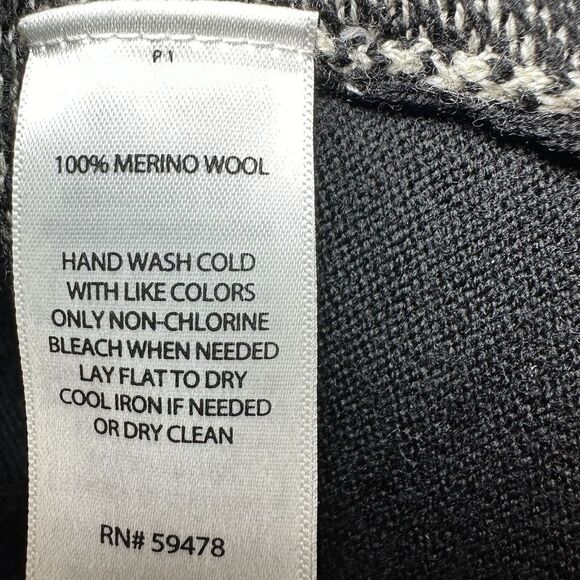 P 1
100% MERINO WOOL
HAND WASH COLD
WITH LIKE COLORS
ONLY NON-CHLORINE
BLEACH WHEN NEEDED
LAY FLAT TO DRY
COOL IRON IF NEEDED
OR DRY CLEAN
RN# 59478